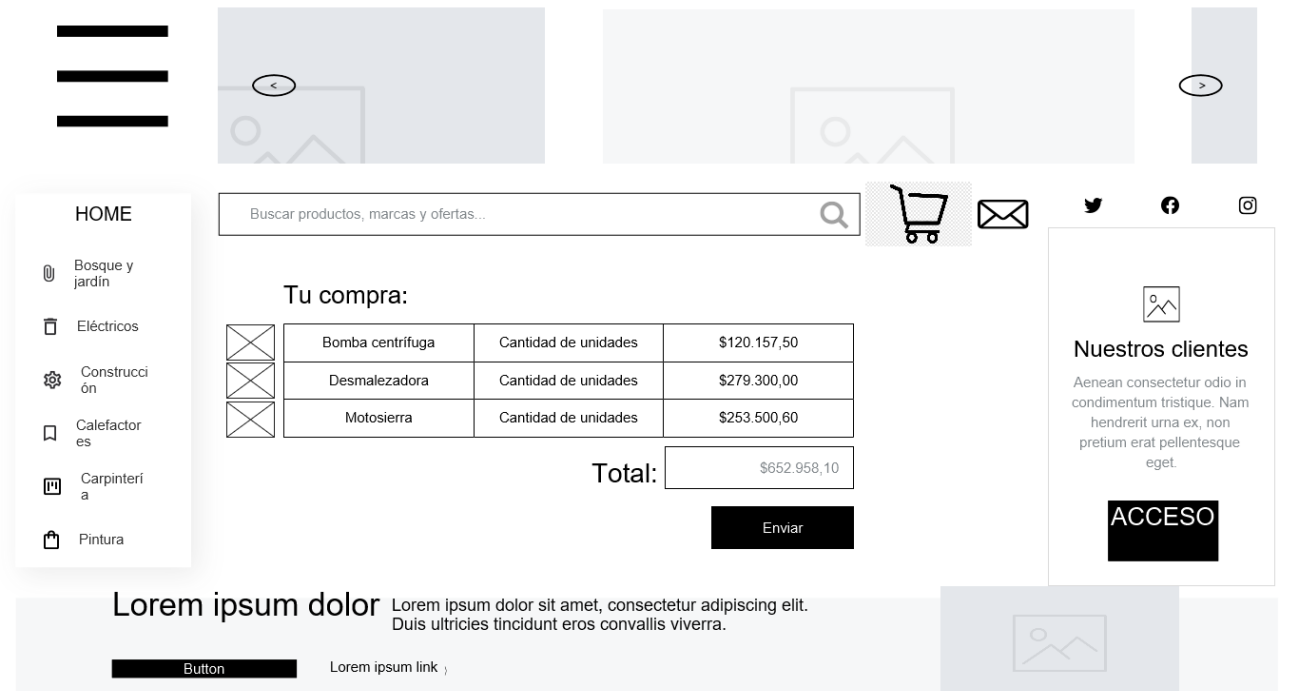 <
>
HOME
Bosque y
jardín
Eléctricos
Construcci
ón
Calefactor
es
Carpinterí
a
Pintura
Buscar productos, marcas y ofertas...
Tu compra:
Bomba centrífuga Cantidad de unidades $120.157,50
Desmalezadora Cantidad de unidades $279.300,00
Motosierra Cantidad de unidades $253.500,60
Total: $652.958,10
Enviar
Nuestros clientes
Aenean consectetur odio in
condimentum tristique. Nam
hendrerit urna ex, non
pretium erat pellentesque
eget.
ACCESO
Lorem ipsum dolor
Lorem ipsum dolor sit amet, consectetur adipiscing elit.
Duis ultricies tincidunt eros convallis viverra.
Button
Lorem ipsum link 〉